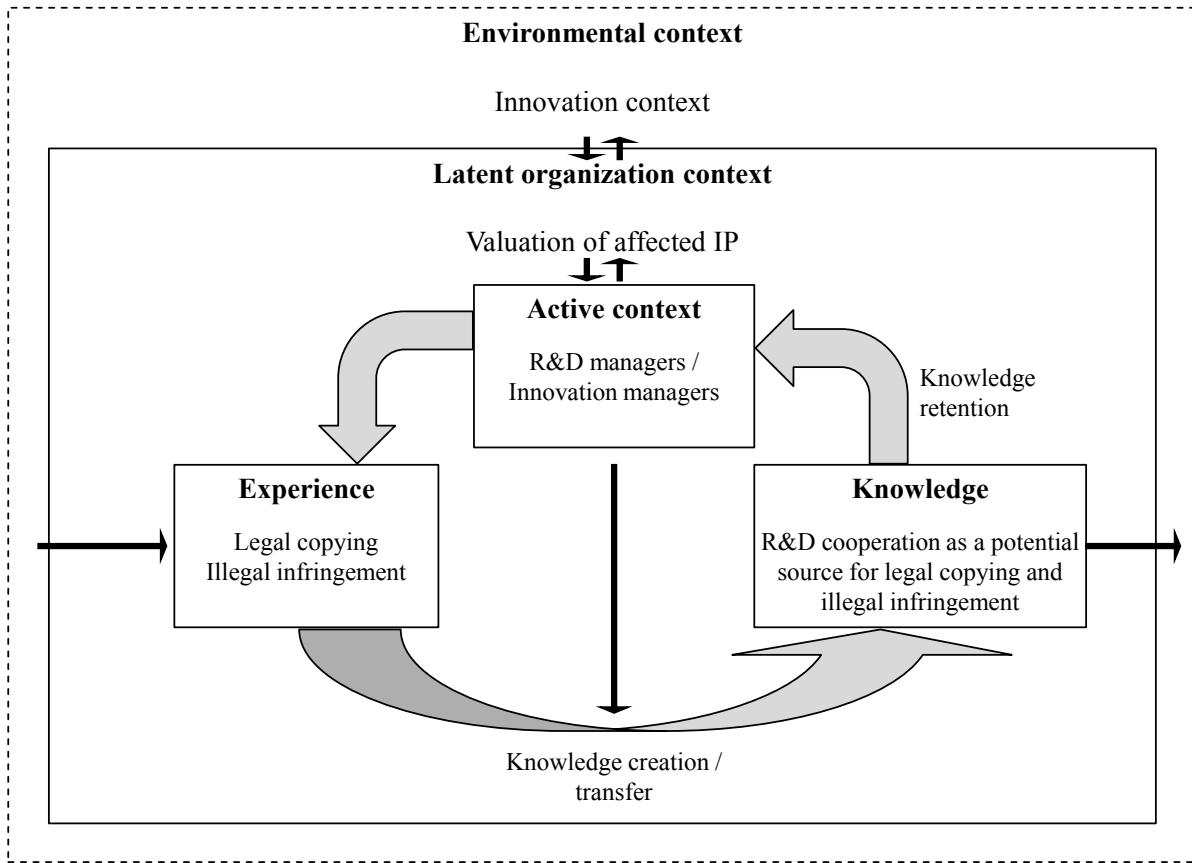 Environmental context
Innovation context
Latent organization context
Valuation of affected IP
Active context
R&D managers /
Innovation managers
Knowledge
retention
Experience
Legal copying
Illegal infringement
Knowledge
R&D cooperation as a potential
source for legal copying and
illegal infringement
Knowledge creation /
transfer